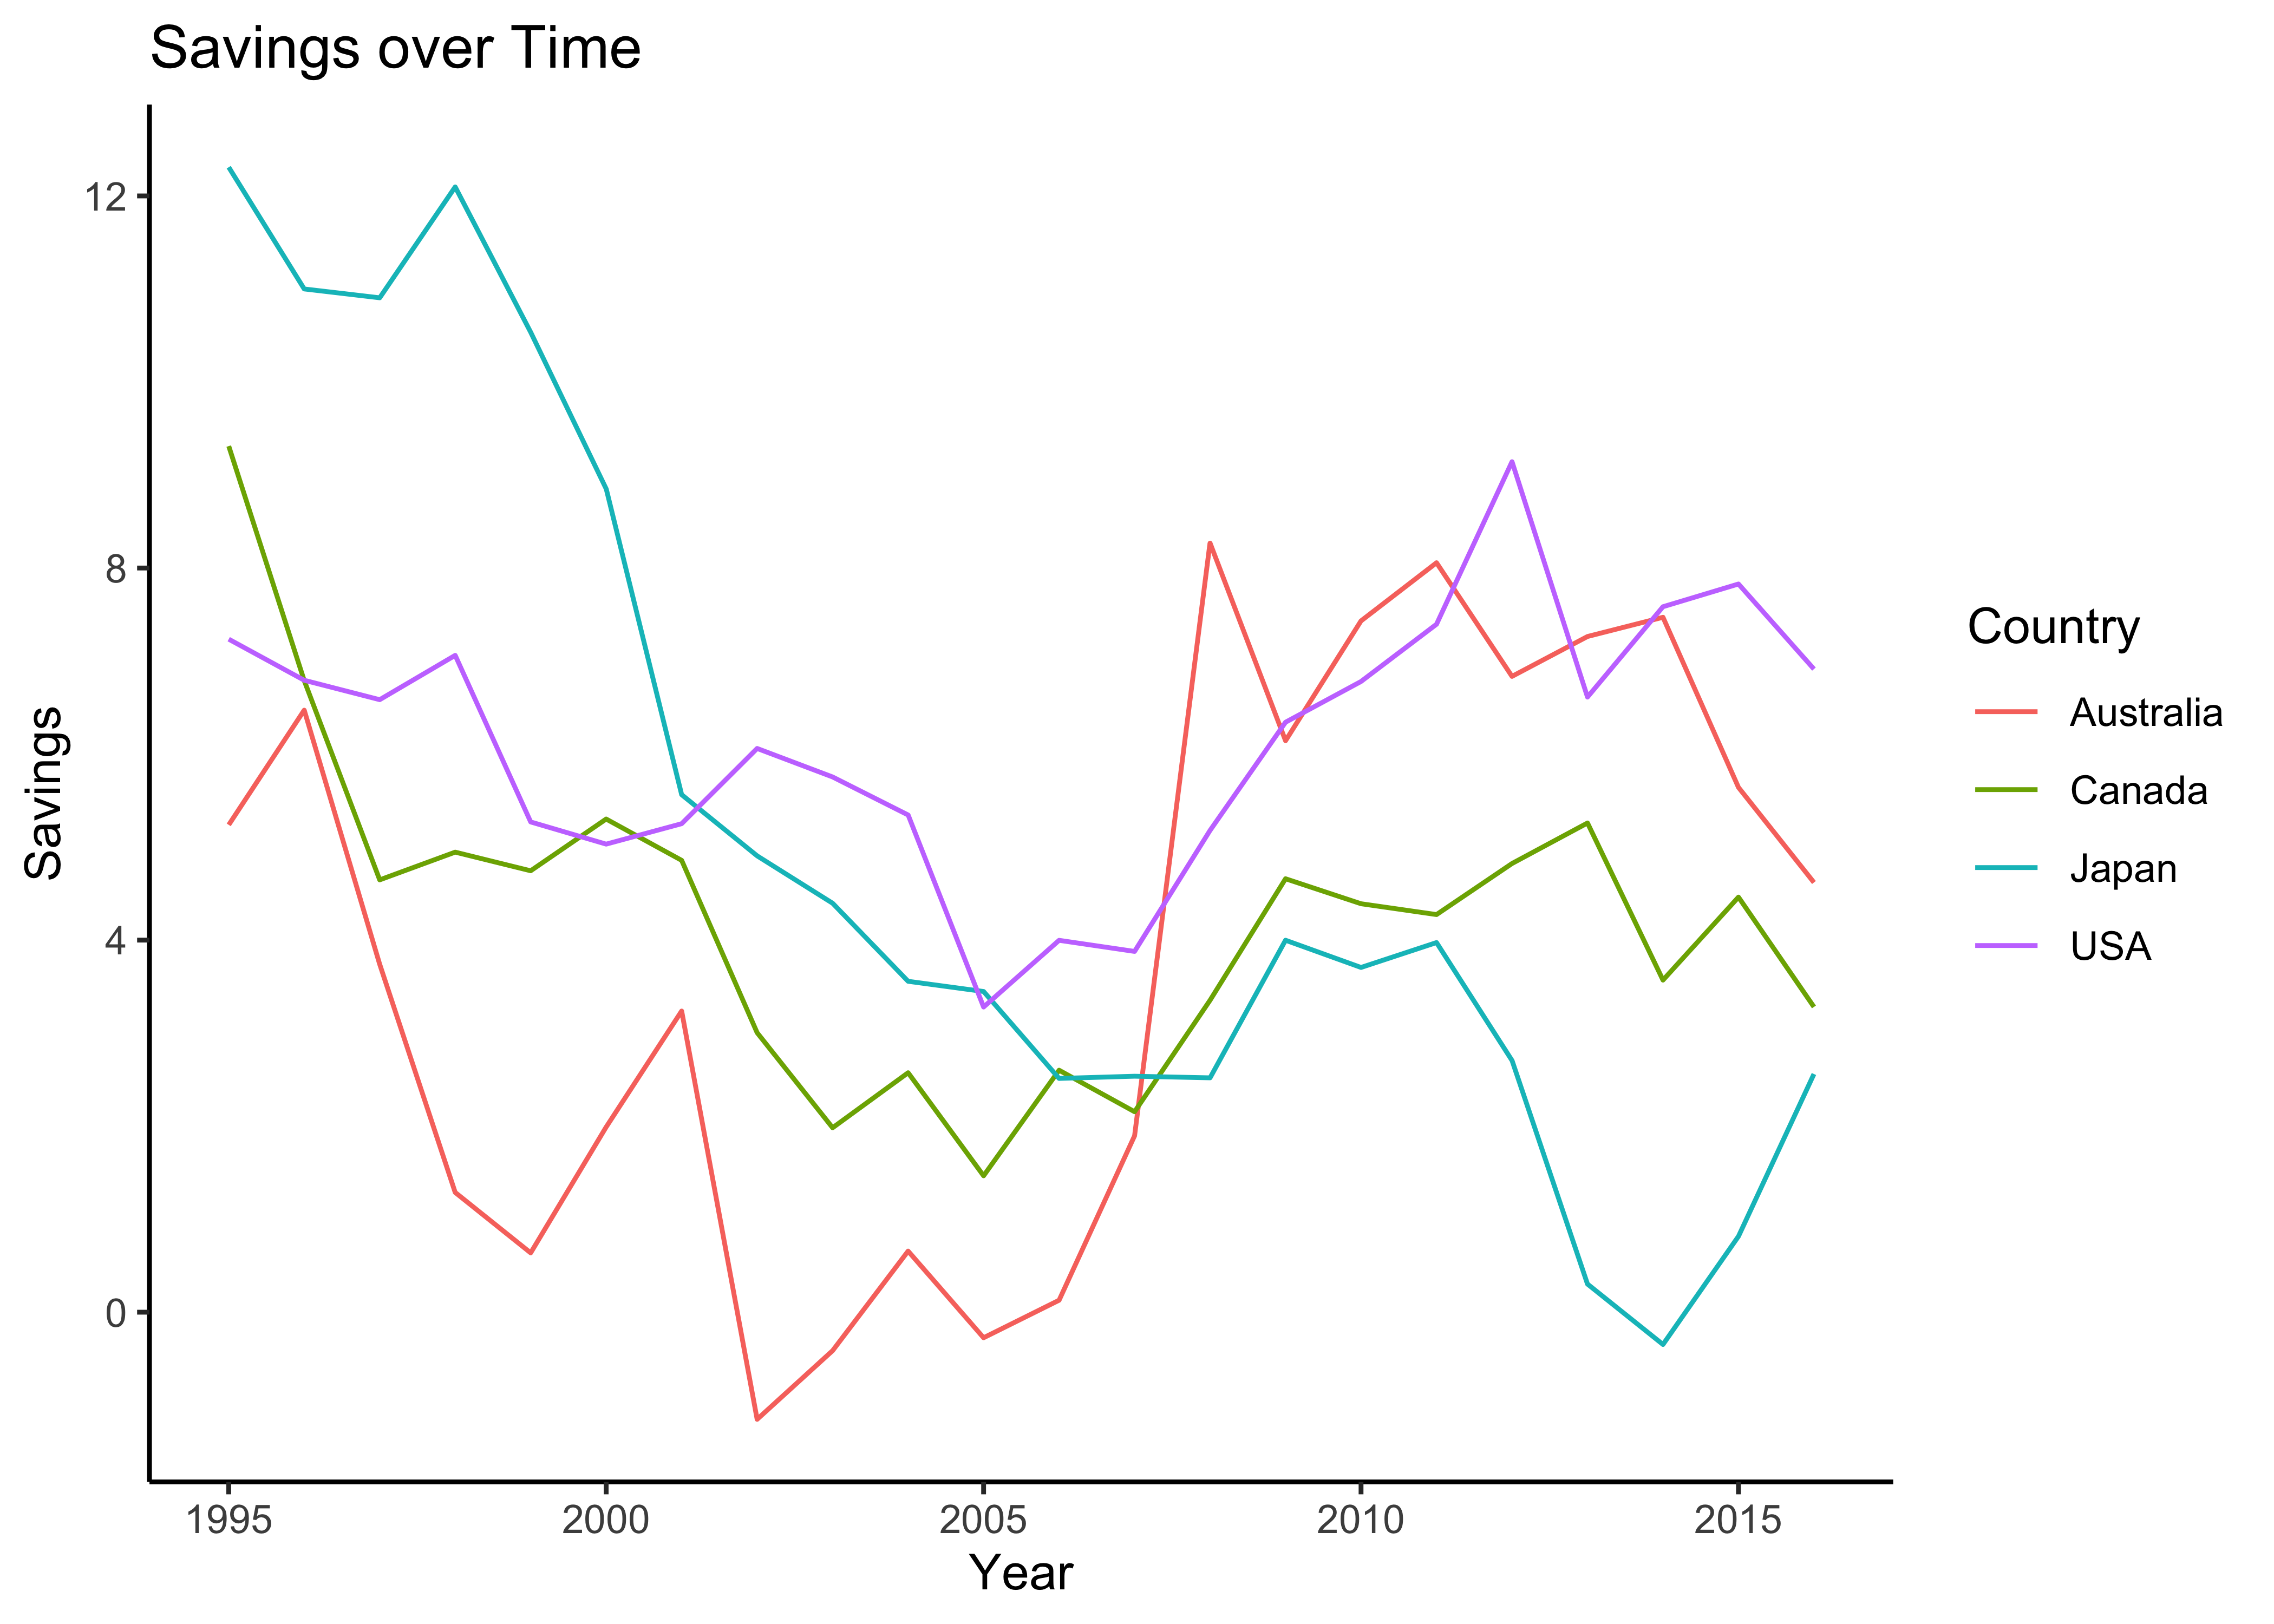 Savings over Time
12
8
4
0
Savings
1995 2000 2005 2010 2015
Year
Country
Australia
Canada
Japan
USA